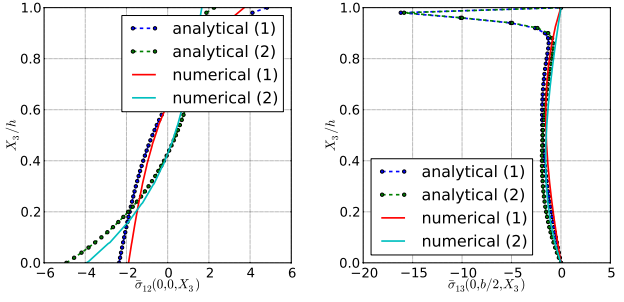 1.0
0.8
0.6
0.4
0.2
0.0
X3/h
analytical (1)
analytical (2)
numerical (1)
numerical (2)
−6 −4 −2 0 2 4 6
σ̄12(0,0,X3)
1.0
0.8
0.6
0.4
0.2
0.0
X3/h
analytical (1)
analytical (2)
numerical (1)
numerical (2)
−20 −15 −10 −5 0 5
σ̄13(0,b/2,X3)